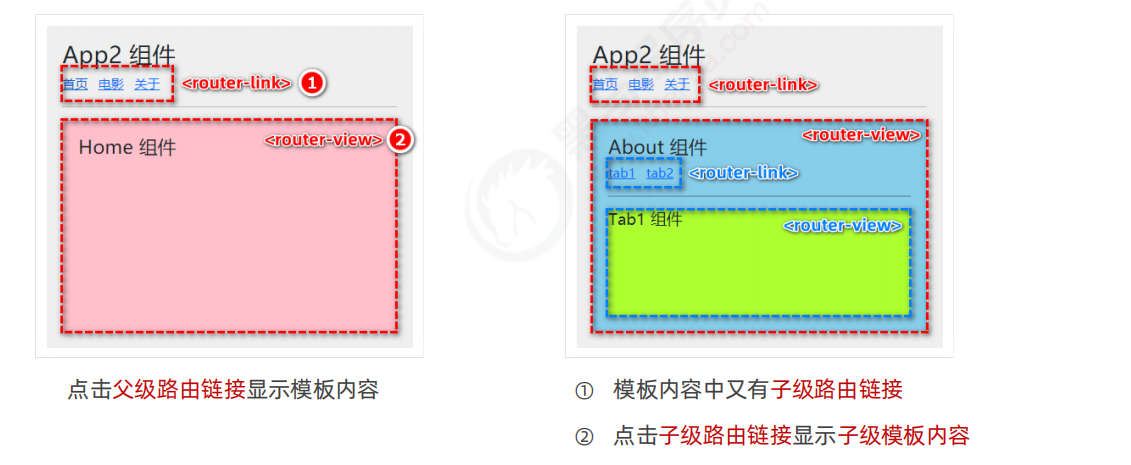 App2 组件
首页 电影 关于 <router-link> 1
<router-view> 2
Home 组件
点击父级路由链接显示模板内容
App2 组件
首页 电影 关于 <router-link>
<router-view>
About 组件
tab1 tab2 <router-link>
Tab1 组件
<router-view>
① 模板内容中又有子级路由链接
② 点击子级路由链接显示子级模板内容